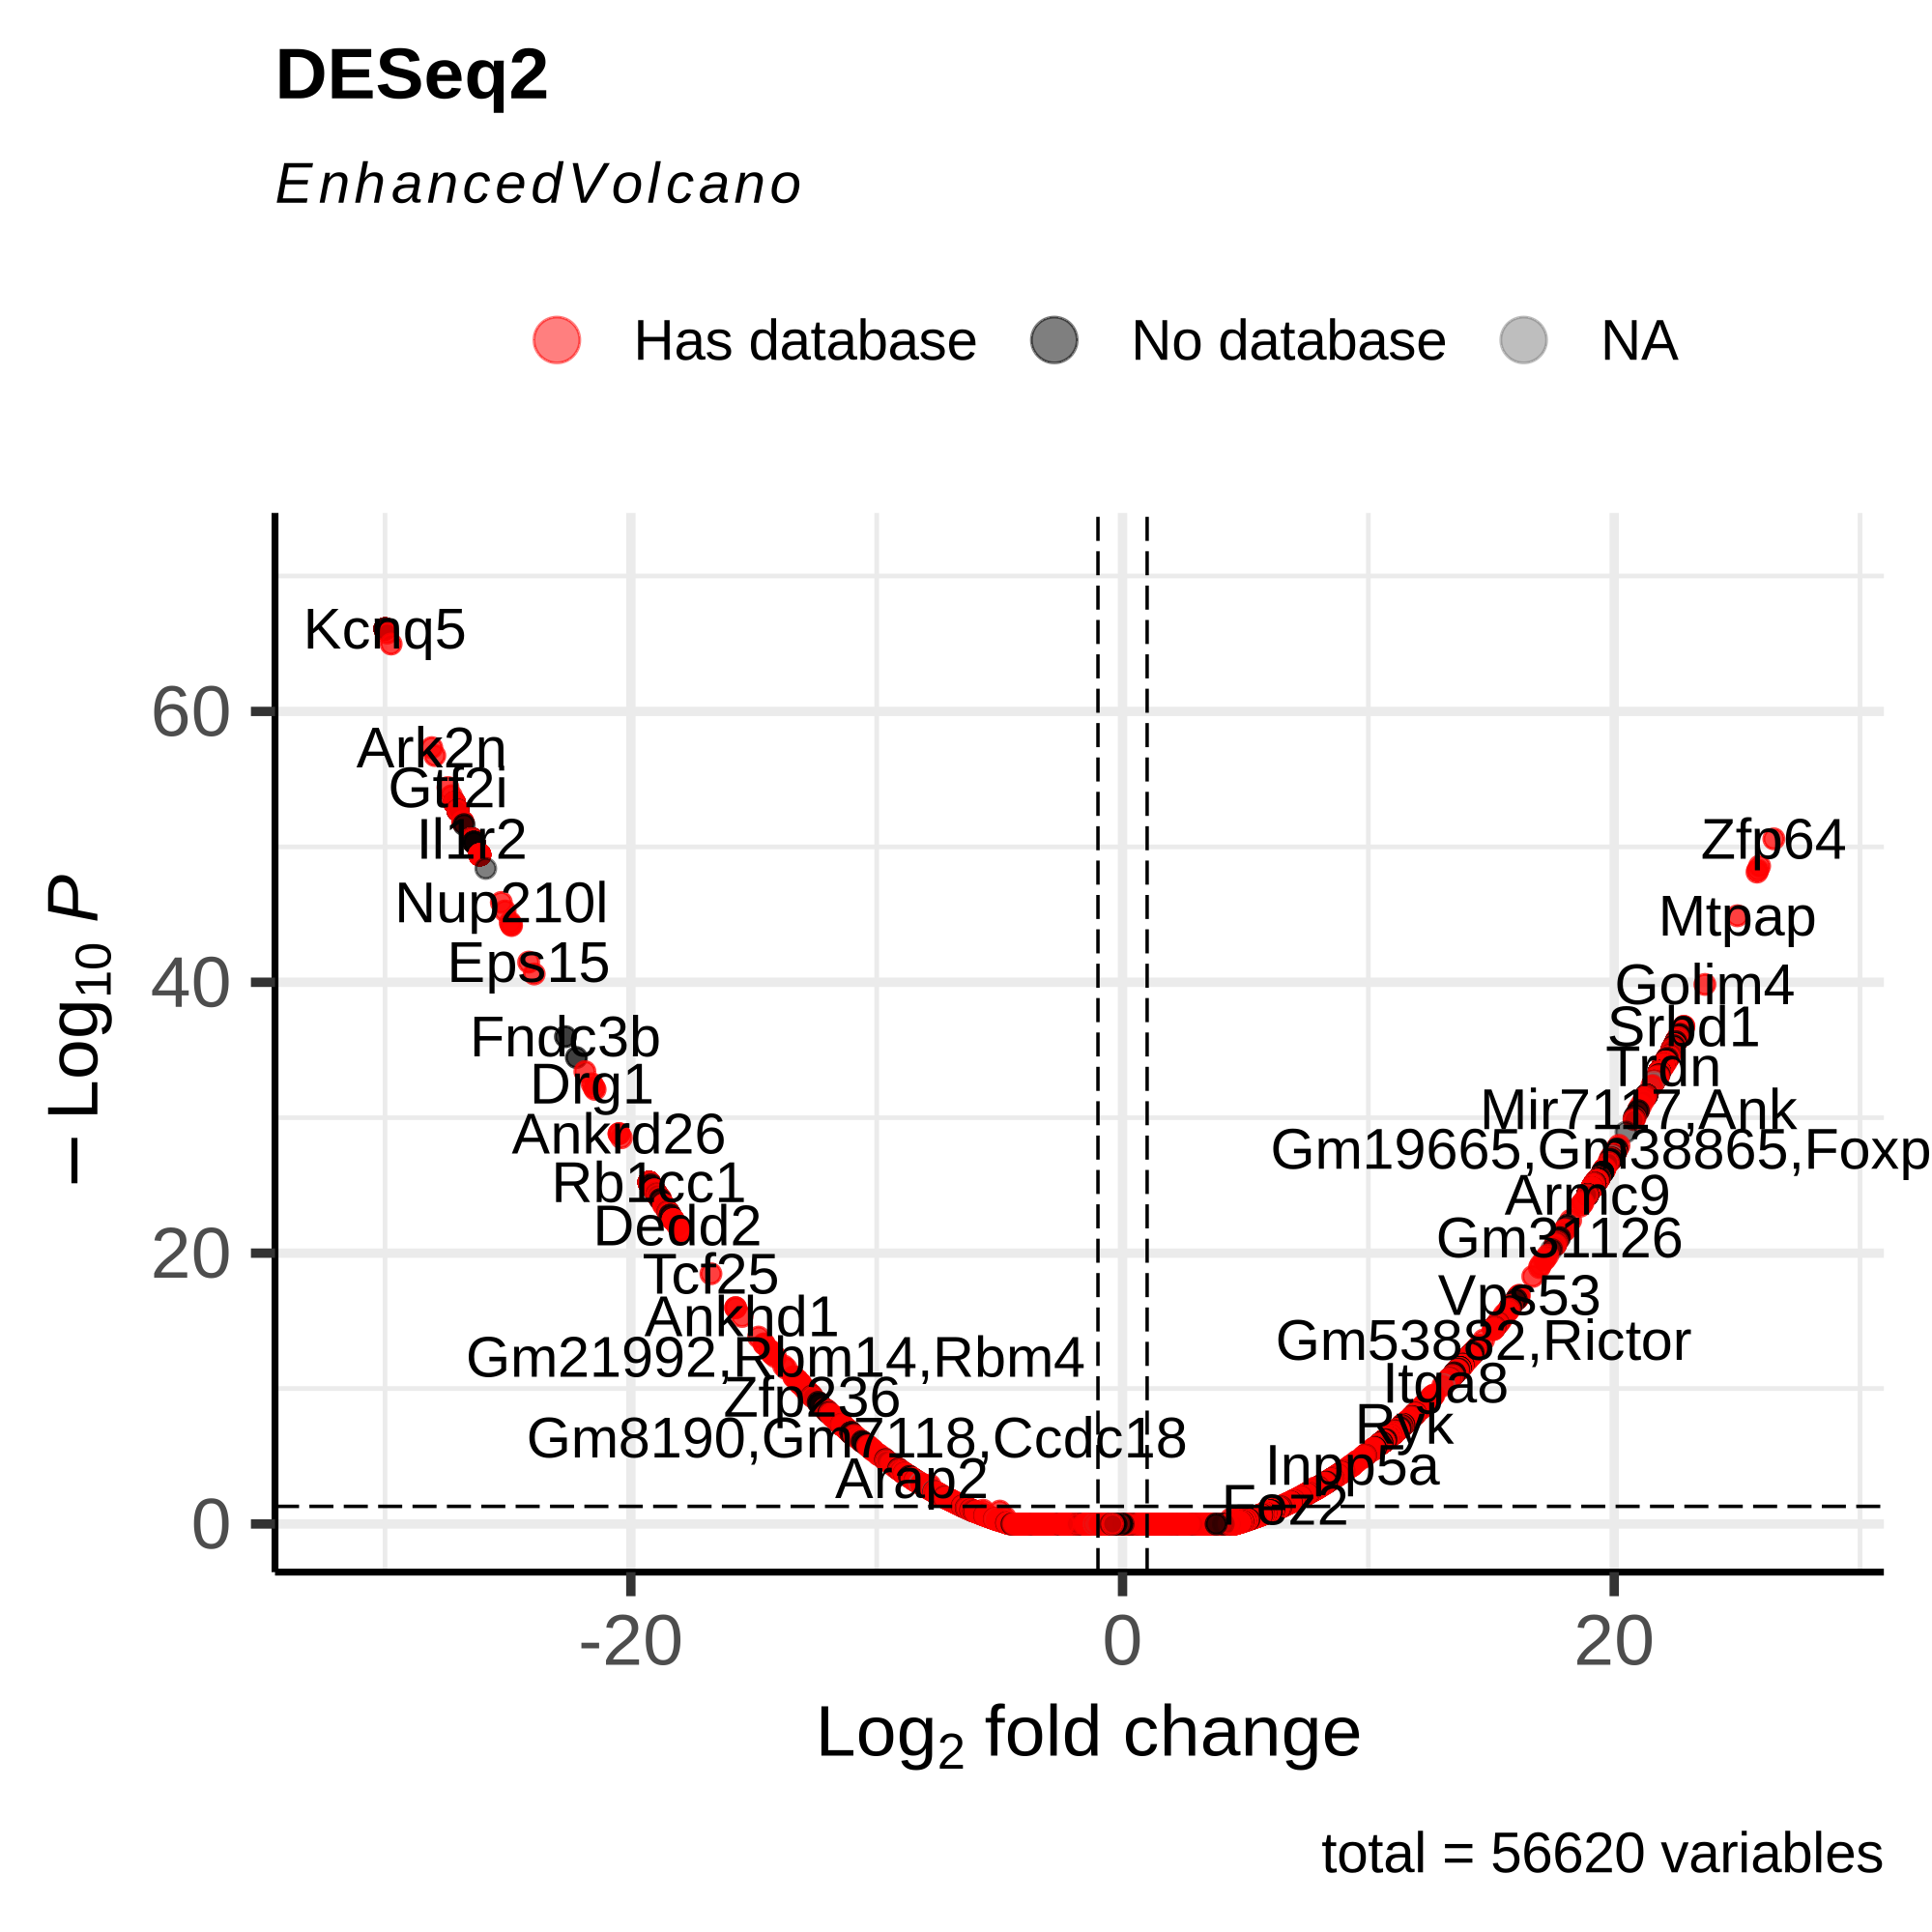 DESeq2
EnhancedVolcano
Has database No database NA
− Log10 P
60
40
20
0
Kcnq5
Ark2n
Gtf2i
Il1r2
Nup210l
Eps15
Fndc3b
Drg1
Ankrd26
Rb1cc1
Dedd2
Tcf25
Ankhd1
Gm21992,Rbm14,Rbm4
Zfp236
Gm8190,Gm7118,Ccdc18
Arap2
Zfp64
Mtpap
Golim4
Srbd1
Trdn
Mir7117,Ank
Gm19665,Gm38865,Foxp
Armc9
Gm31126
Vps53
Gm53882,Rictor
Itga8
Ryk
Inpp5a
-20 0 20
Log2 fold change
total = 56620 variables